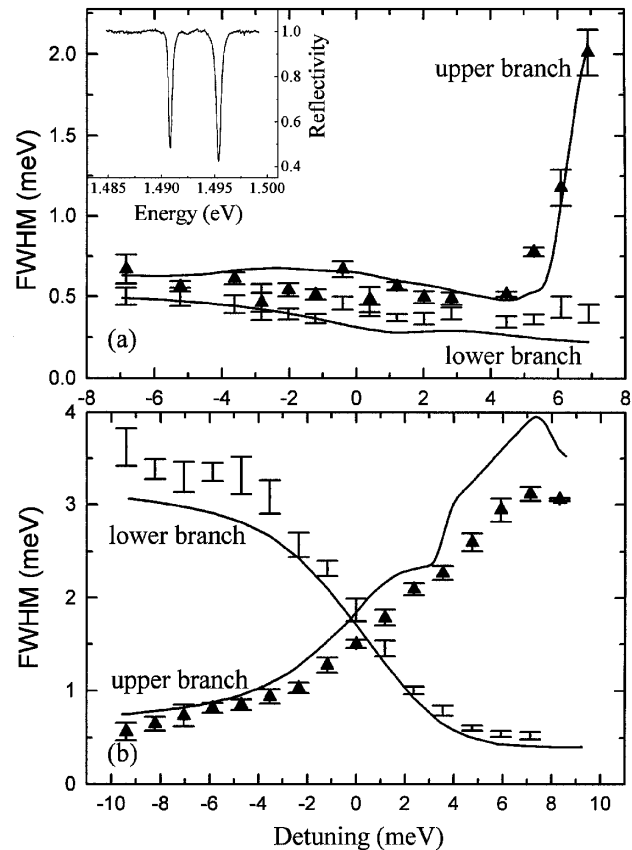 2.0
1.5
1.0
0.5
0.0
FWHM (meV)
1.0
0.8
0.6
0.4
Reflectivity
1.485 1.490 1.495 1.500
Energy (eV)
upper branch
lower branch
(a)
-8 -6 -4 -2 0 2 4 6 8
4
3
2
1
0
FWHM (meV)
lower branch
upper branch
(b)
-10 -8 -6 -4 -2 0 2 4 6 8 10
Detuning (meV)